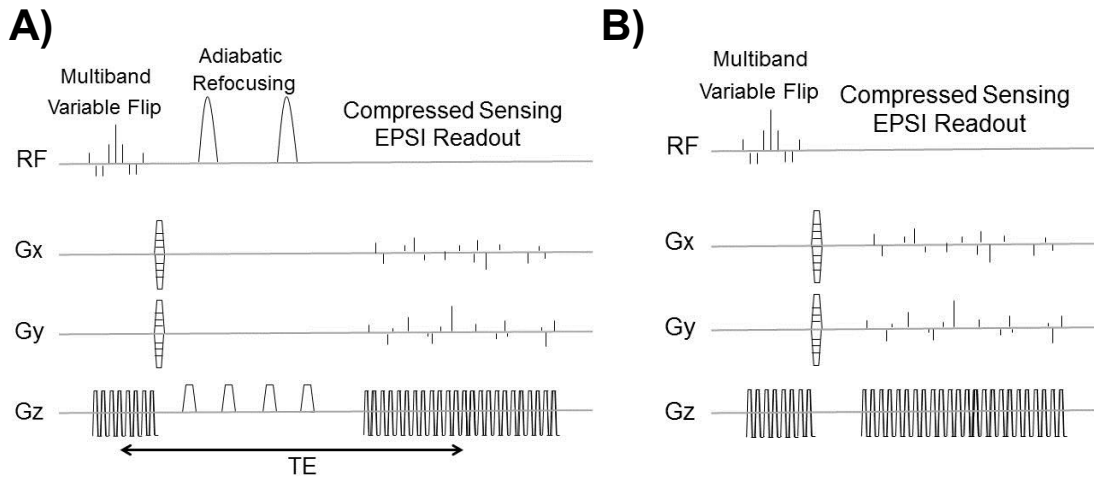 A)
Multiband
Variable Flip
Adiabatic
Refocusing
Compressed Sensing
EPSI Readout
RF
Gx
Gy
Gz
TE
B)
Multiband
Variable Flip
Compressed Sensing
EPSI Readout
RF
Gx
Gy
Gz